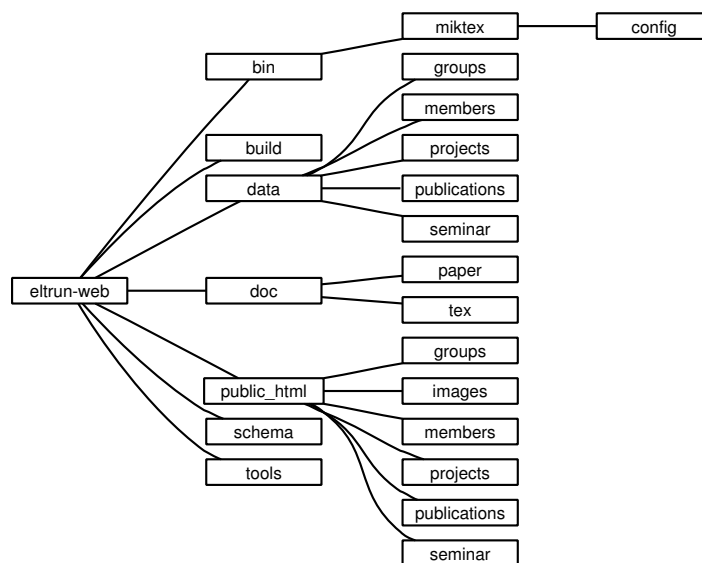 miktex
config
bin
groups
members
build
projects
data
publications
seminar
eltrun-web
doc
paper
tex
groups
public_html
images
schema
members
tools
projects
publications
seminar